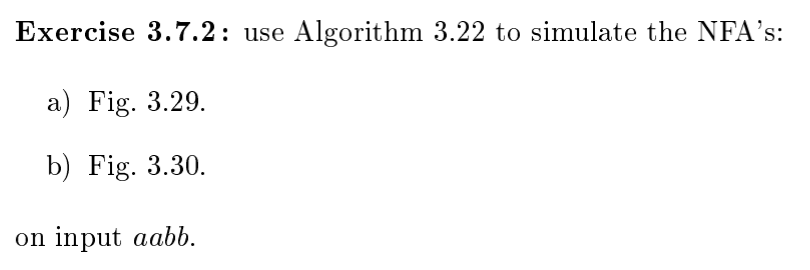 Exercise 3.7.2: use Algorithm 3.22 to simulate the NFA's:
a) Fig. 3.29.
b) Fig. 3.30.
on input aabb.